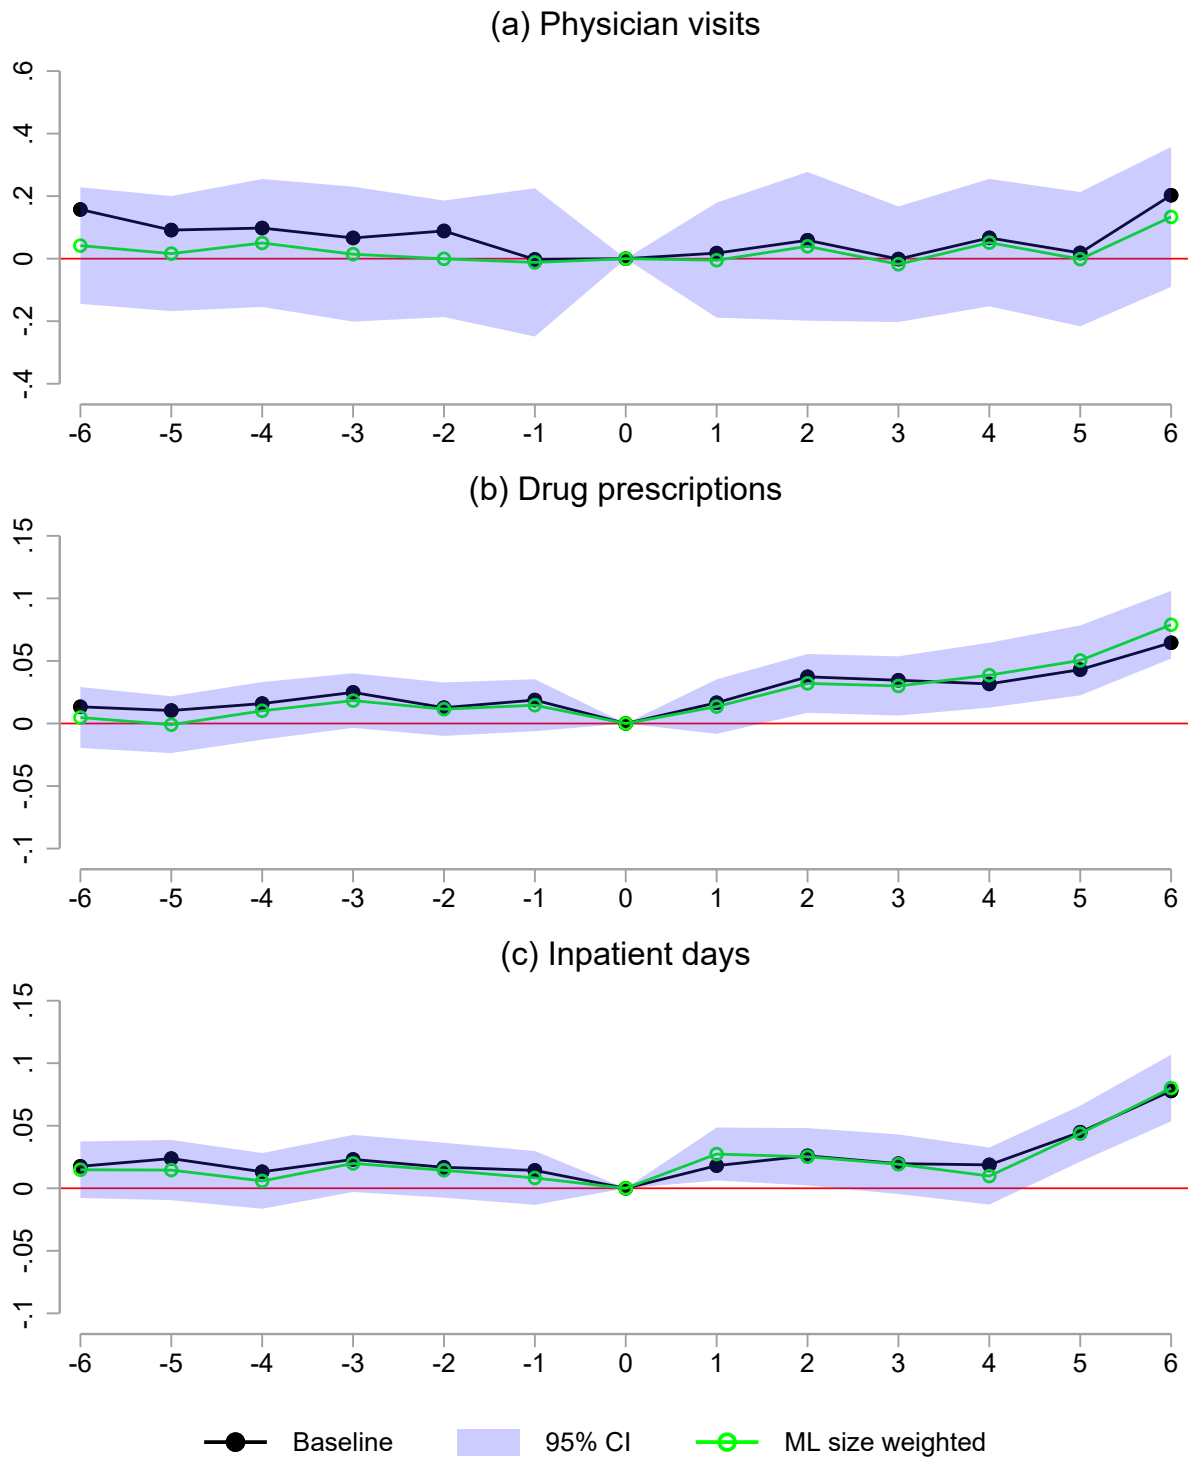 (a) Physician visits
.6
.4
.2
0
-.2
-.4
-6 -5 -4 -3 -2 -1 0 1 2 3 4 5 6
(b) Drug prescriptions
.15
.1
.05
0
-.05
-.1
-6 -5 -4 -3 -2 -1 0 1 2 3 4 5 6
(c) Inpatient days
.15
.1
.05
0
-.05
-.1
-6 -5 -4 -3 -2 -1 0 1 2 3 4 5 6
Baseline 95% CI ML size weighted